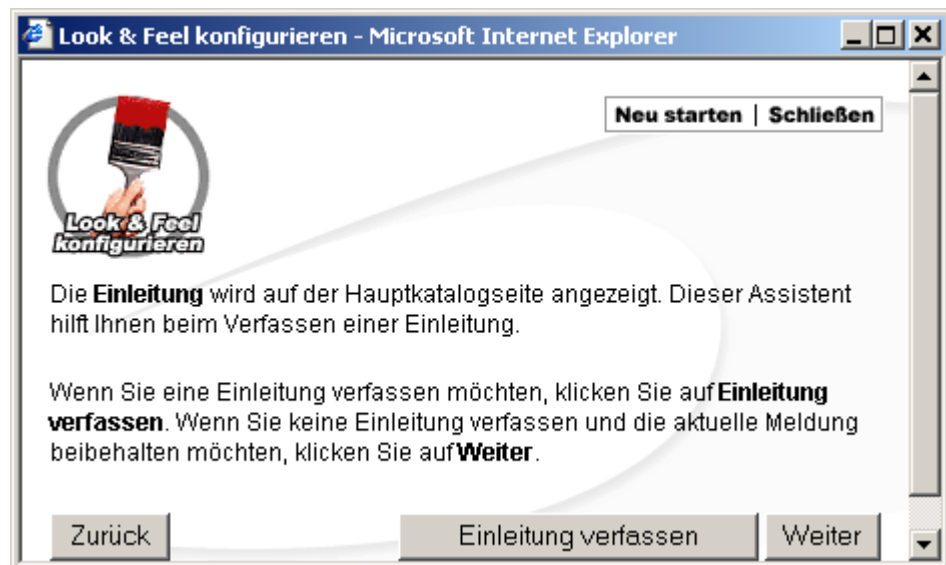 Look & Feel konfigurieren - Microsoft Internet Explorer
Neu starten | Schließen
Look & Feel
konfigurieren
Die Einleitung wird auf der Hauptkatalogseite angezeigt. Dieser Assistent
hilft Ihnen beim Verfassen einer Einleitung.
Wenn Sie eine Einleitung verfassen möchten, klicken Sie auf Einleitung
verfassen. Wenn Sie keine Einleitung verfassen und die aktuelle Meldung
beibehalten möchten, klicken Sie auf Weiter.
Zurück Einleitung verfassen Weiter